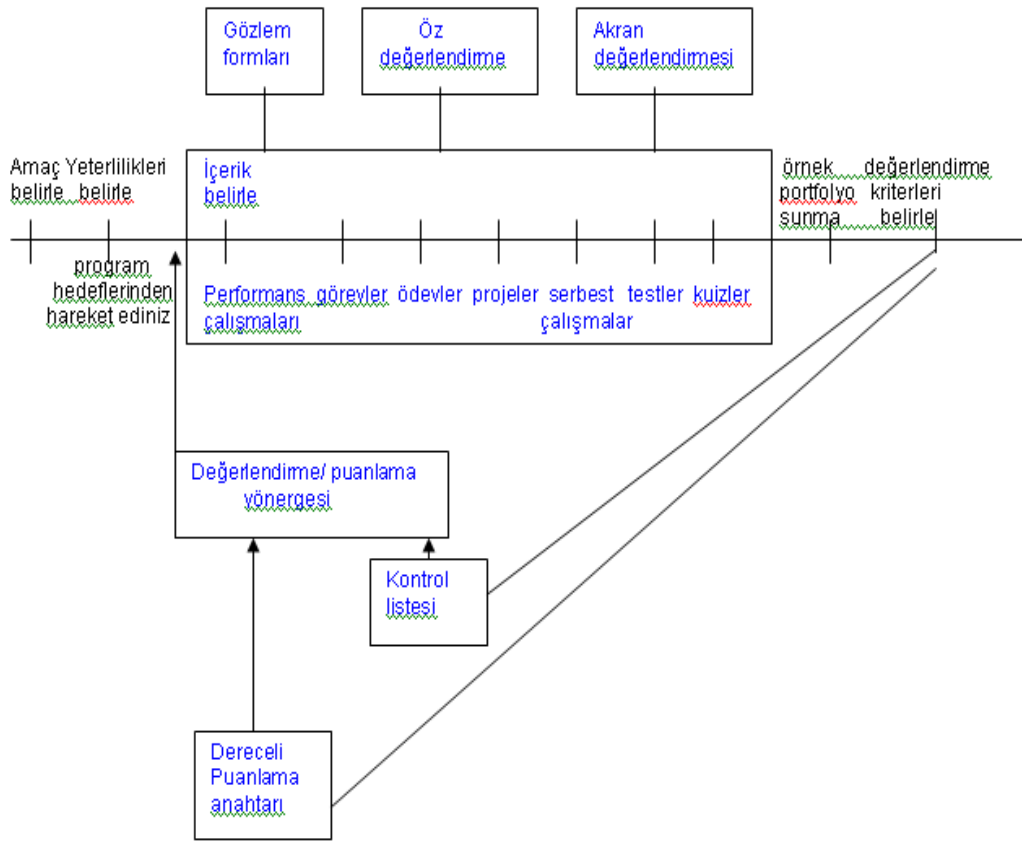 Gözlem
formları
Öz
değerlendirme
Akran
değerlendirmesi
Amaç Yeterlilikleri
belirle belirle
İçerik
belirle
örnek değerlendirme
portfolyo kriterleri
sunma belirle
program
hedeflerinden
hareket ediniz
Performans görevler ödevler projeler serbest testler kuizler
çalışmaları çalışmalar
Değerlendirme/ puanlama
yönergesi
Kontrol
listesi
Dereceli
Puanlama
anahtarı